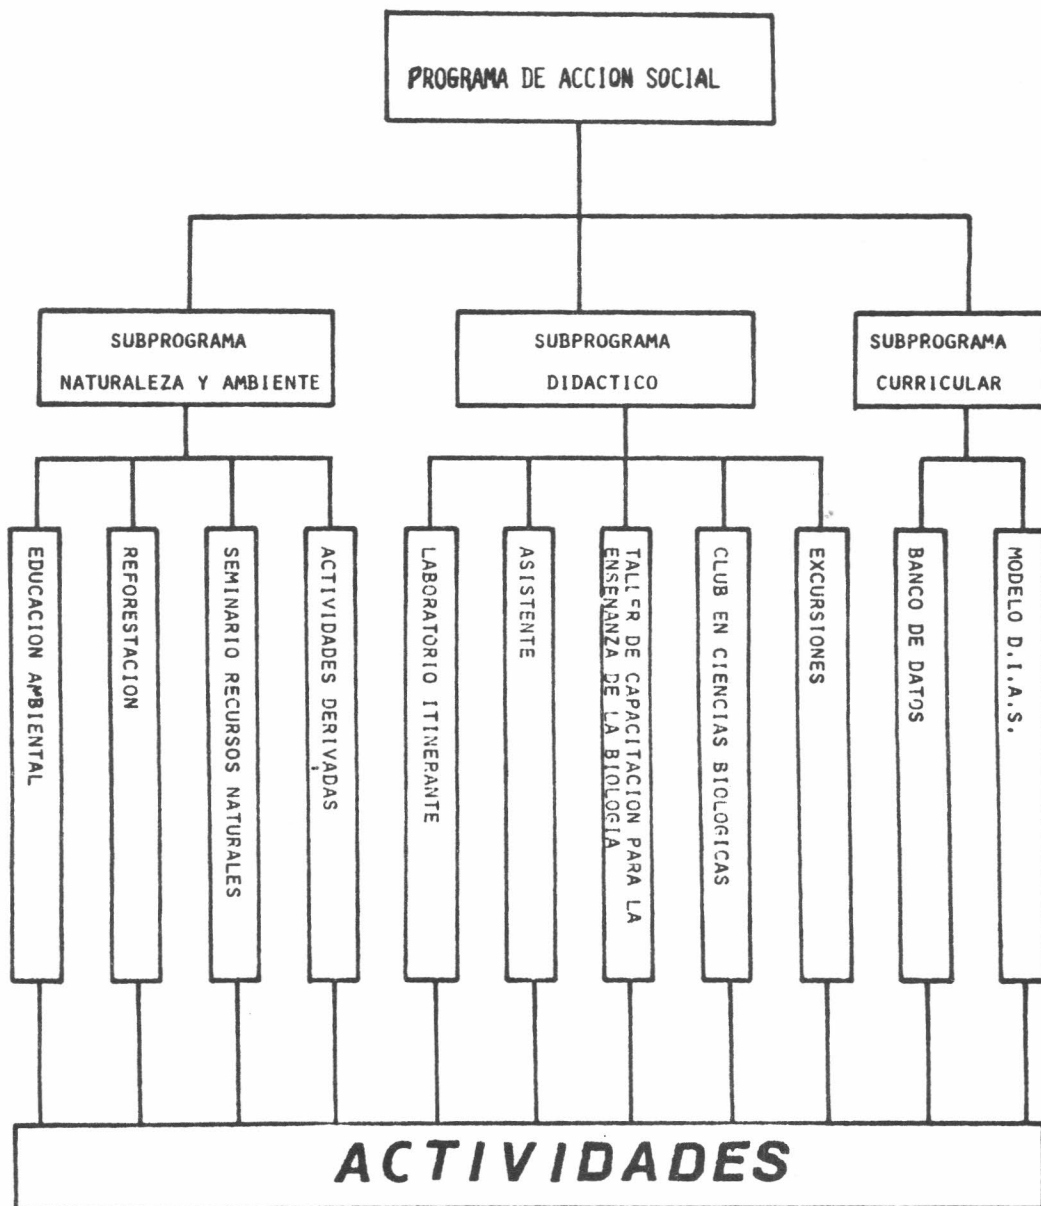 PROGRAMA DE ACCION SOCIAL
SUBPROGRAMA
NATURALEZA Y AMBIENTE
SUBPROGRAMA
DIDACTICO
SUBPROGRAMA
CURRICULAR
EDUCACION AMBIENTAL
REFORESTACION
SEMINARIO RECURSOS NATURALES
ACTIVIDADES DERIVADAS
LABORATORIO ITINERANTE
ASISTENTE
TALLER DE CAPACITACION PARA LA
ENSENANZA DE LA BIOLOGIA
CLUB EN CIENCIAS BIOLOGICAS
EXCURSIONES
BANCO DE DATOS
MODELO D.I.A.S.
ACTIVIDADES